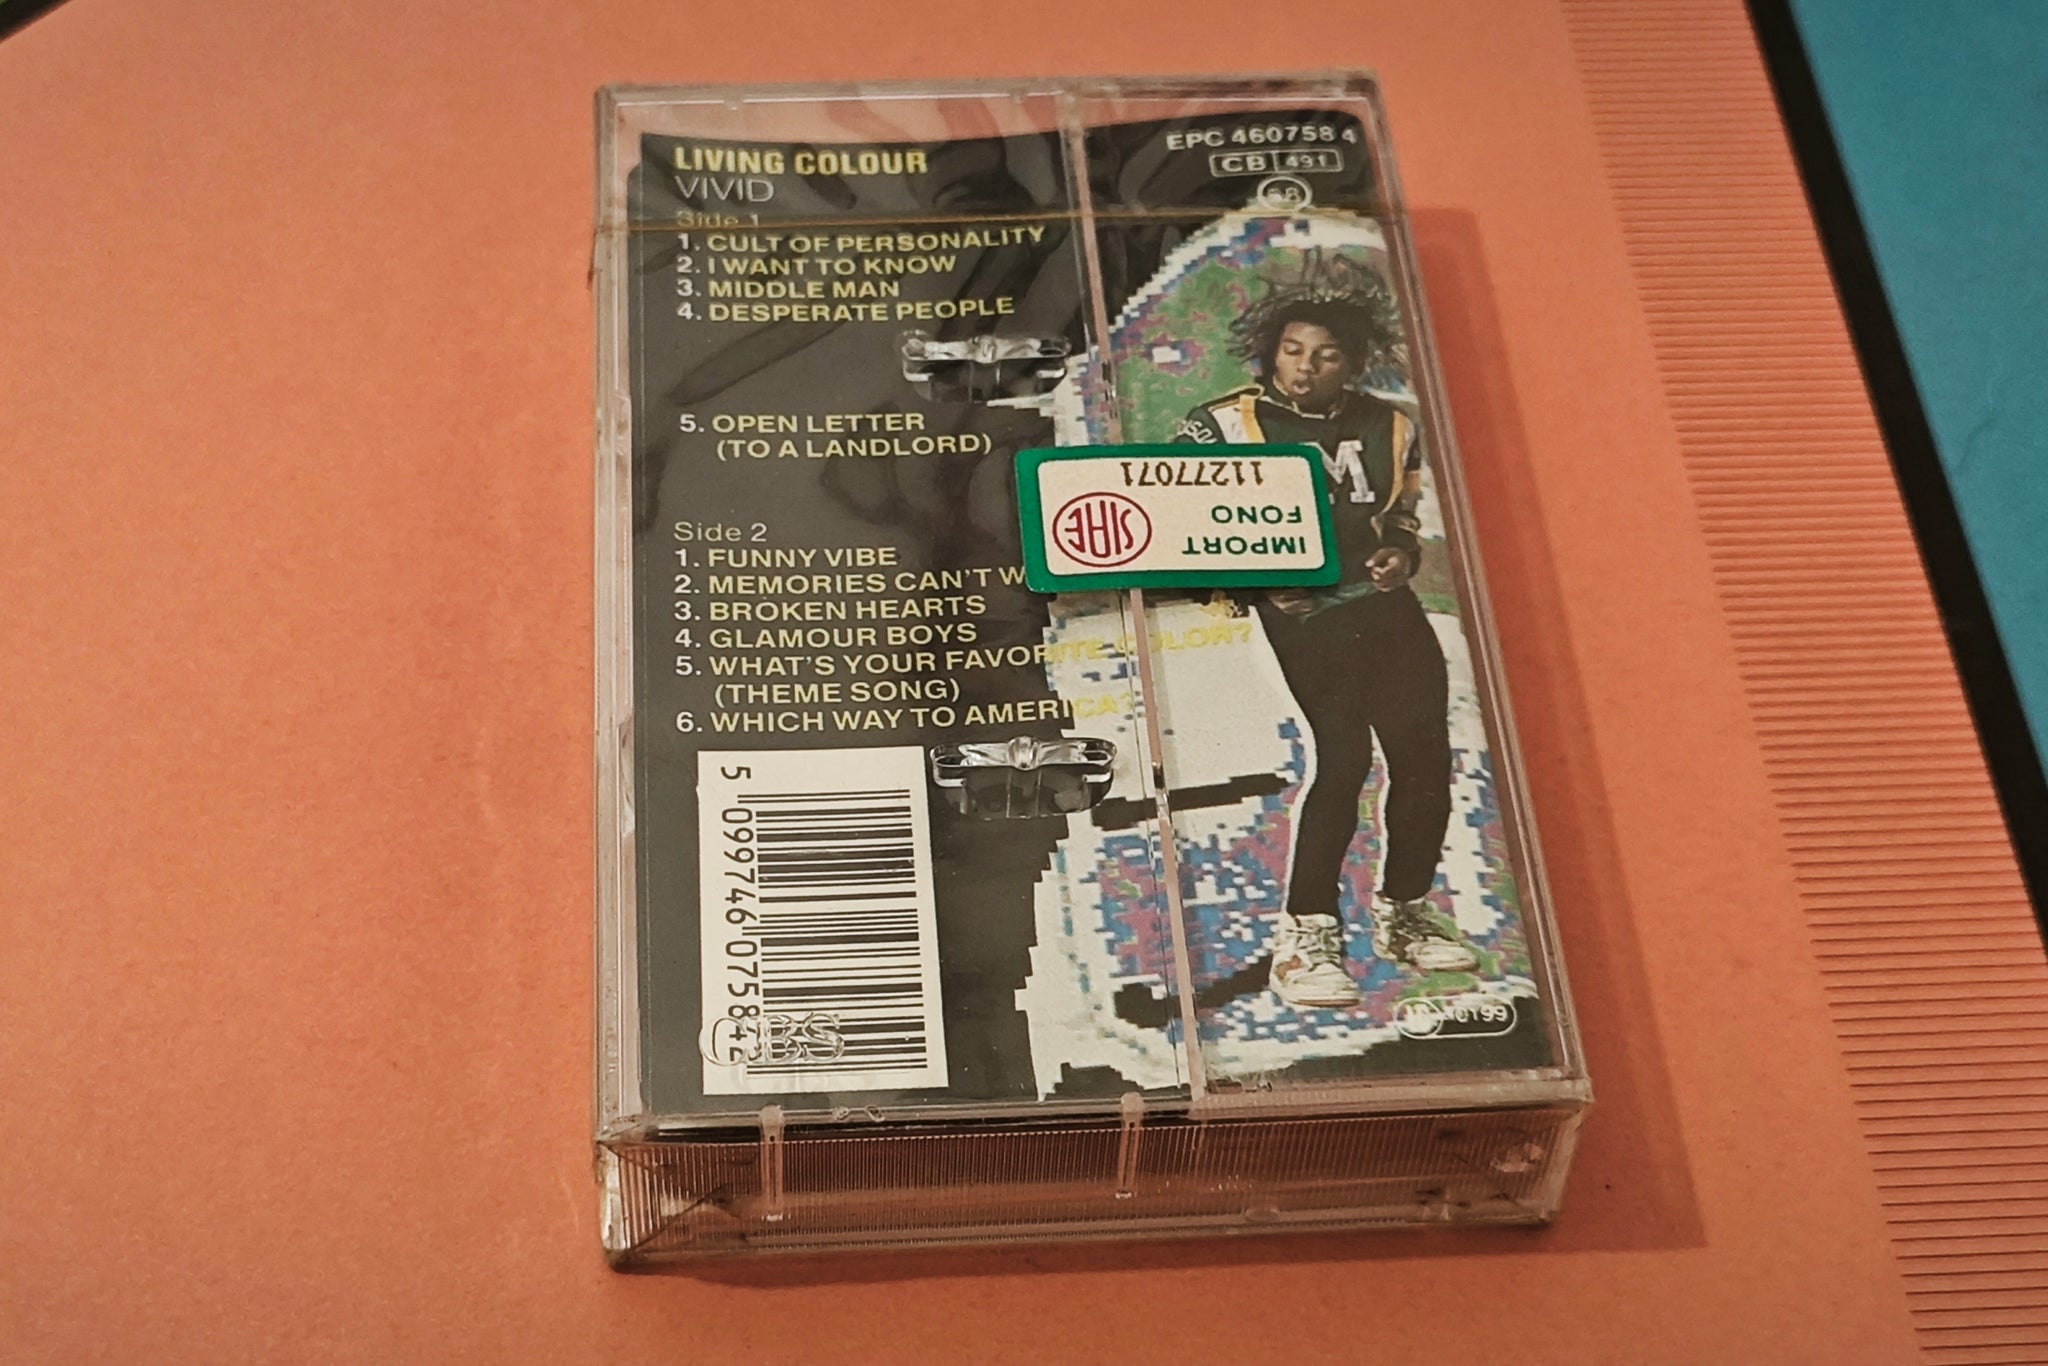 LIVING COLOUR
VIVID
Side 1
1. CULT OF PERSONALITY
2. I WANT TO KNOW
3. MIDDLE MAN
4. DESPERATE PEOPLE
5. OPEN LETTER
(TO A LANDLORD)
Side 2
1. FUNNY VIBE
2. MEMORIES CAN'T W
3. BROKEN HEARTS
4. GLAMOUR BOYS
5. WHAT'S YOUR FAVORITE COLOR?
(THEME SONG)
6. WHICH WAY TO AMERICA?
EPC 460758 4
CB 491
M
IMPORT
FONO
SIAE
11277071
5 099746 075842
CBS